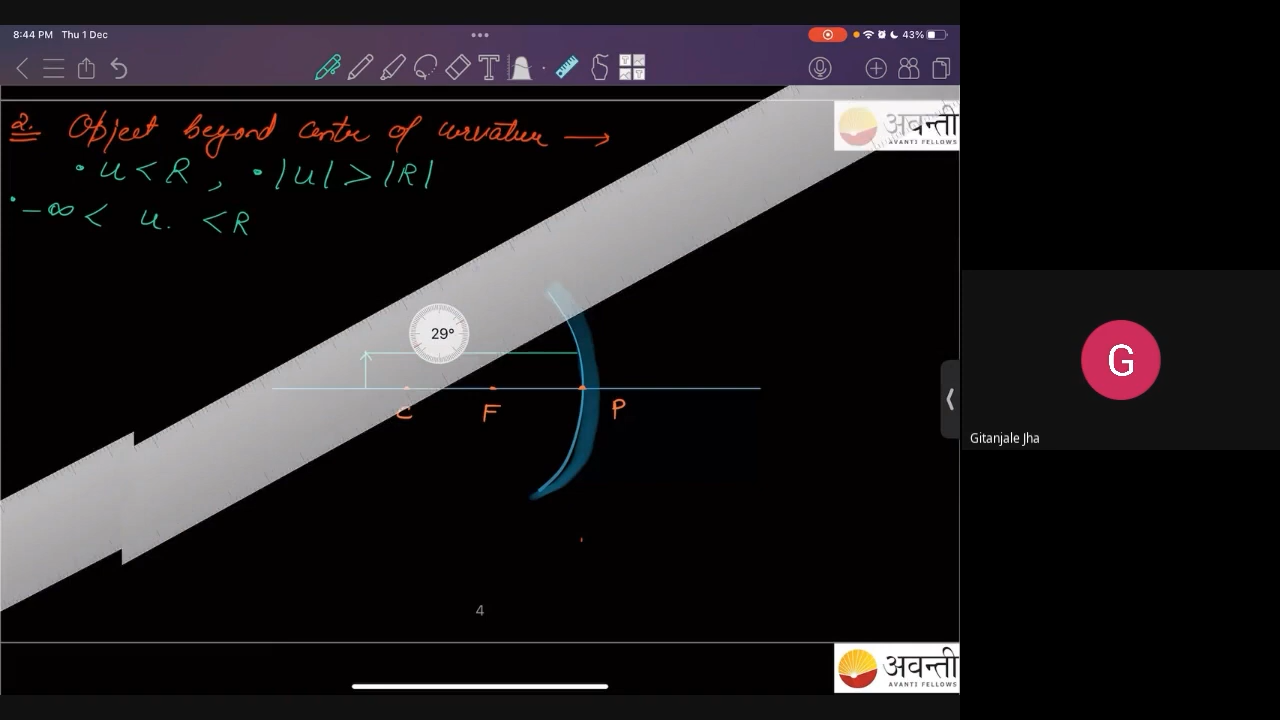 8:44 PM Thu 1 Dec
43%
2. Object beyond centre of curvature →
• u < R , • |u| > |R|
• -∞ < u. < R
अवन्ती
AVANTI FELLOWS
29°
C F P
G
Gitanjale Jha
4
अवन्ती
AVANTI FELLOWS